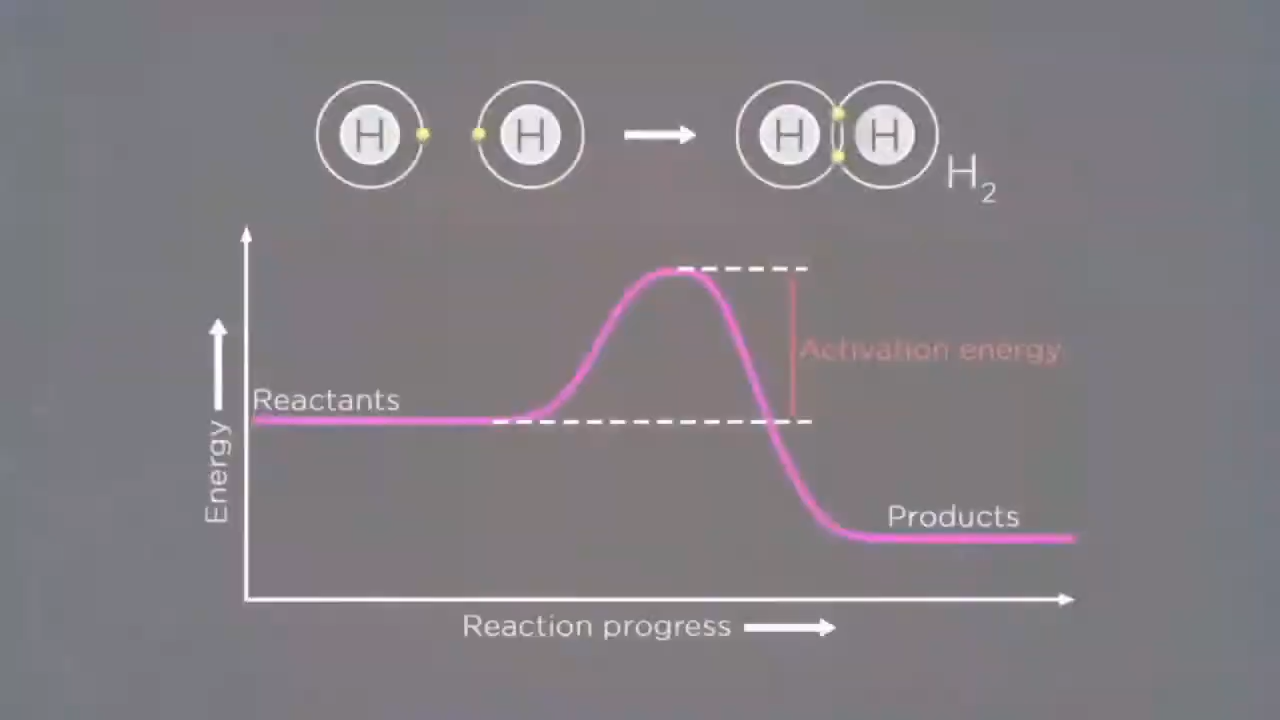 H H H H
H₂
Activation energy
Reactants
Energy
Products
Reaction progress